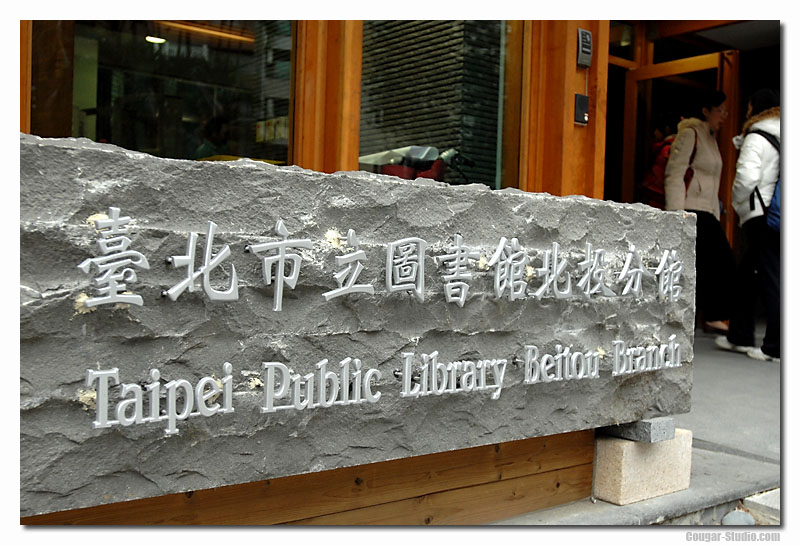 臺北市立圖書館北投分館
Taipei Public Library Beitou Branch
Cougar-Studio.com